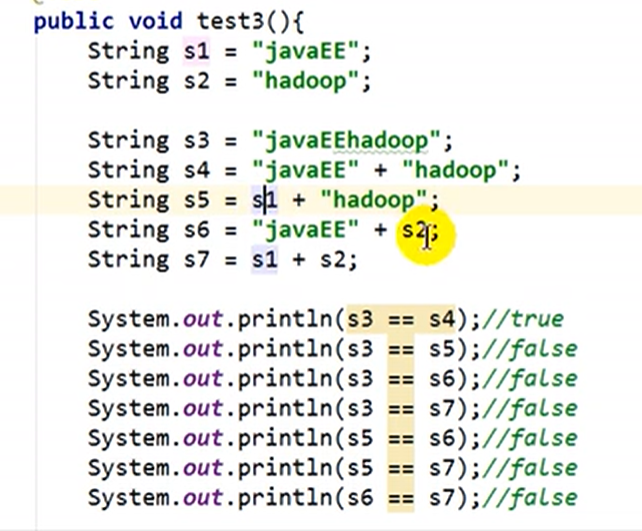 public void test3(){
String s1 = "javaEE";
String s2 = "hadoop";
String s3 = "javaEEhadoop";
String s4 = "javaEE" + "hadoop";
String s5 = s1 + "hadoop";
String s6 = "javaEE" + s2;
String s7 = s1 + s2;
System.out.println(s3 == s4);//true
System.out.println(s3 == s5);//false
System.out.println(s3 == s6);//false
System.out.println(s3 == s7);//false
System.out.println(s5 == s6);//false
System.out.println(s5 == s7);//false
System.out.println(s6 == s7);//false